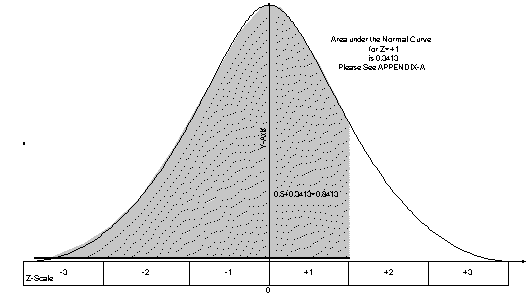 Area under the Normal Curve
for Z=+1
is 0.3413
Please See APPENDIX-A
Y-Axis
0.5+0.3413=0.8413
Z-Scale -3 -2 -1 +1 +2 +3
0